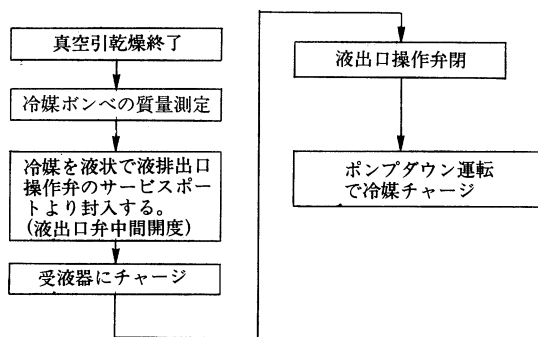 真空引乾燥終了
冷媒ボンベの質量測定
冷媒を液状で液排出口
操作弁のサービスポー
トより封入する。
(液出口弁中間開度)
受液器にチャージ
液出口操作弁閉
ポンプダウン運転
で冷媒チャージ